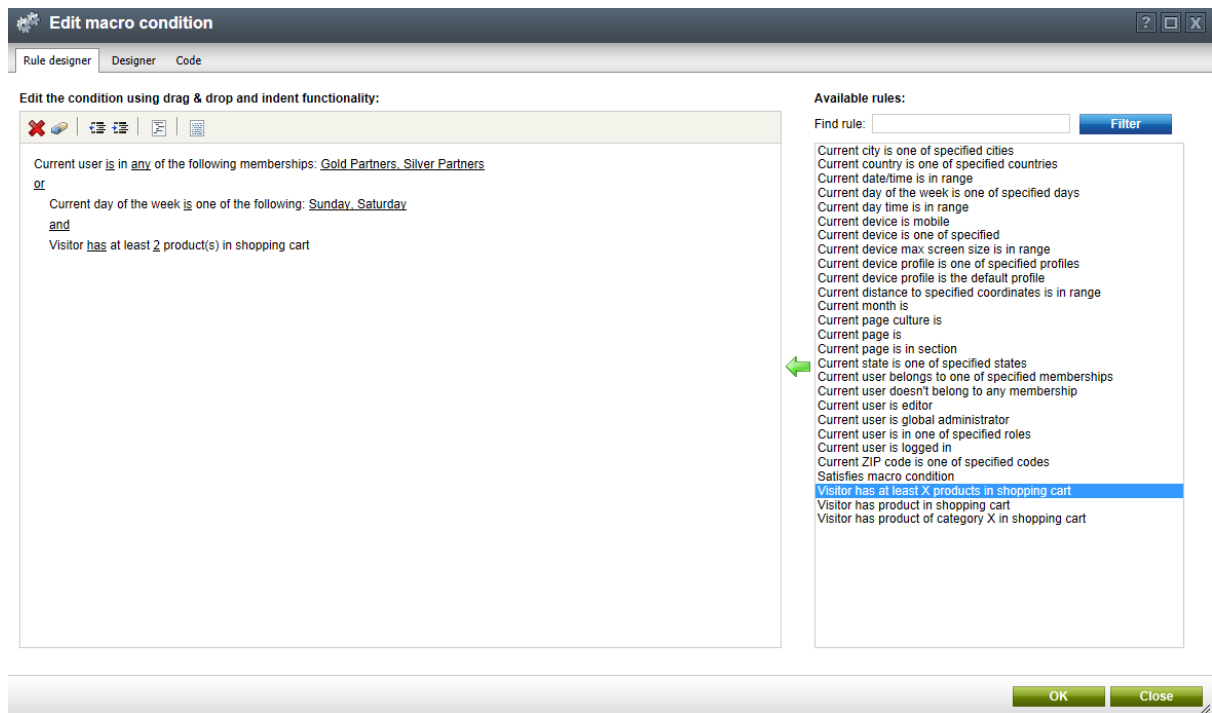 Edit macro condition
? X
Rule designer Designer Code
Edit the condition using drag & drop and indent functionality:
Current user is in any of the following memberships: Gold Partners, Silver Partners
or
Current day of the week is one of the following: Sunday, Saturday
and
Visitor has at least 2 product(s) in shopping cart
Available rules:
Find rule: Filter
Current city is one of specified cities
Current country is one of specified countries
Current date/time is in range
Current day of the week is one of specified days
Current day time is in range
Current device is mobile
Current device is one of specified
Current device max screen size is in range
Current device profile is one of specified profiles
Current device profile is the default profile
Current distance to specified coordinates is in range
Current month is
Current page culture is
Current page is
Current page is in section
Current state is one of specified states
Current user belongs to one of specified memberships
Current user doesn't belong to any membership
Current user is editor
Current user is global administrator
Current user is in one of specified roles
Current user is logged in
Current ZIP code is one of specified codes
Satisfies macro condition
Visitor has at least X products in shopping cart
Visitor has product in shopping cart
Visitor has product of category X in shopping cart
OK Close